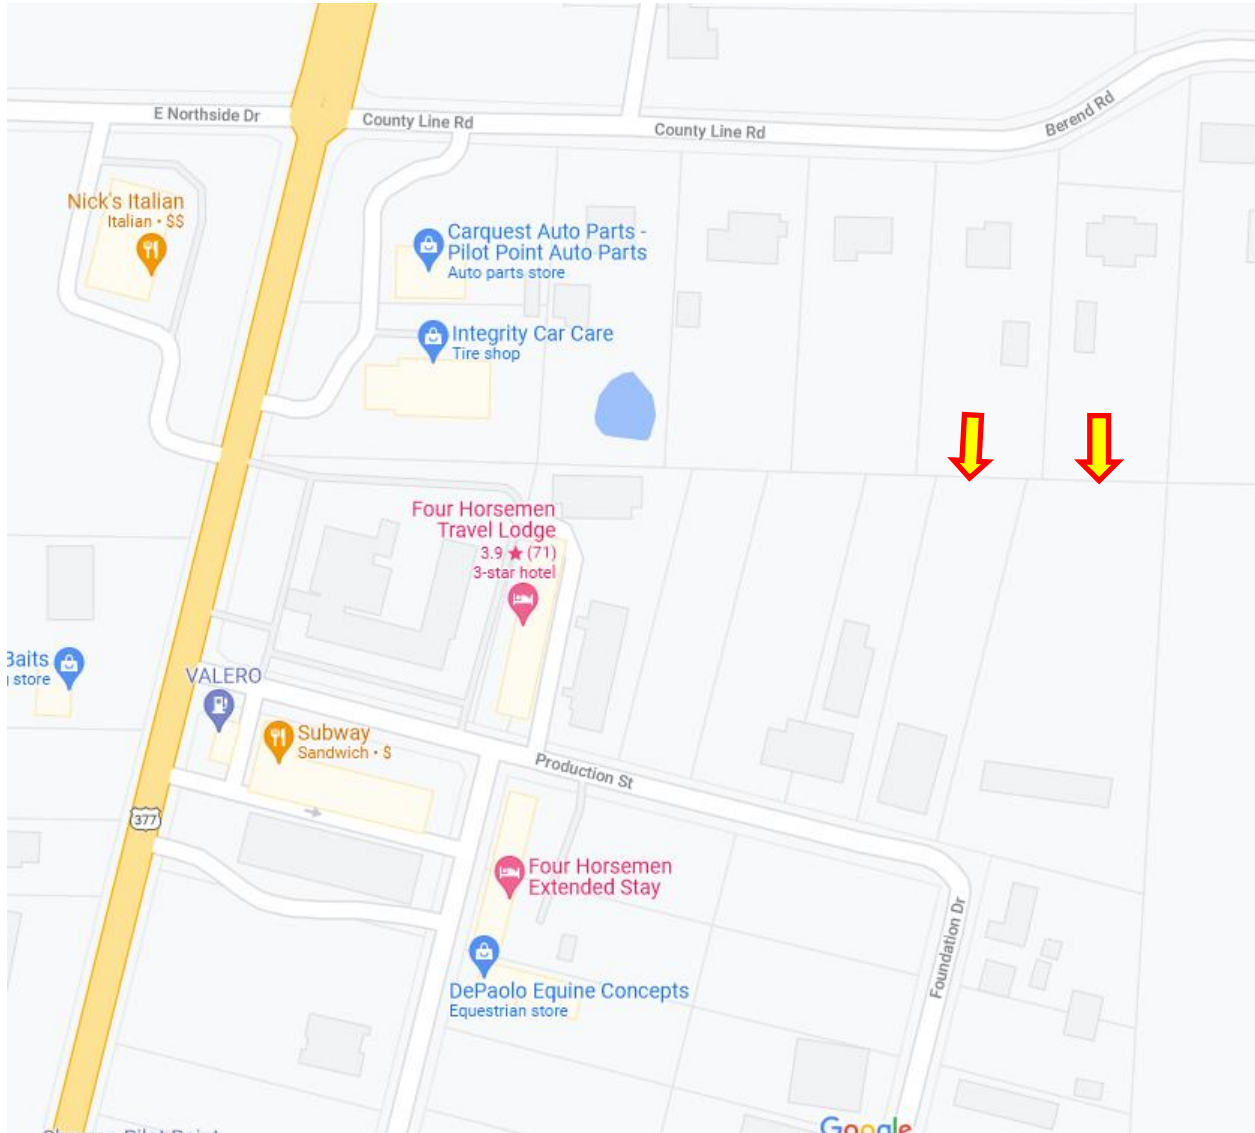 E Northside Dr
County Line Rd
County Line Rd
Berend Rd
Nick's Italian
Italian • $$
Carquest Auto Parts -
Pilot Point Auto Parts
Auto parts store
Integrity Car Care
Tire shop
Four Horsemen
Travel Lodge
3.9 ★ (71)
3-star hotel
Baits
store
VALERO
Subway
Sandwich • $
Production St
377
Four Horsemen
Extended Stay
Foundation Dr
DePaolo Equine Concepts
Equestrian store
Google